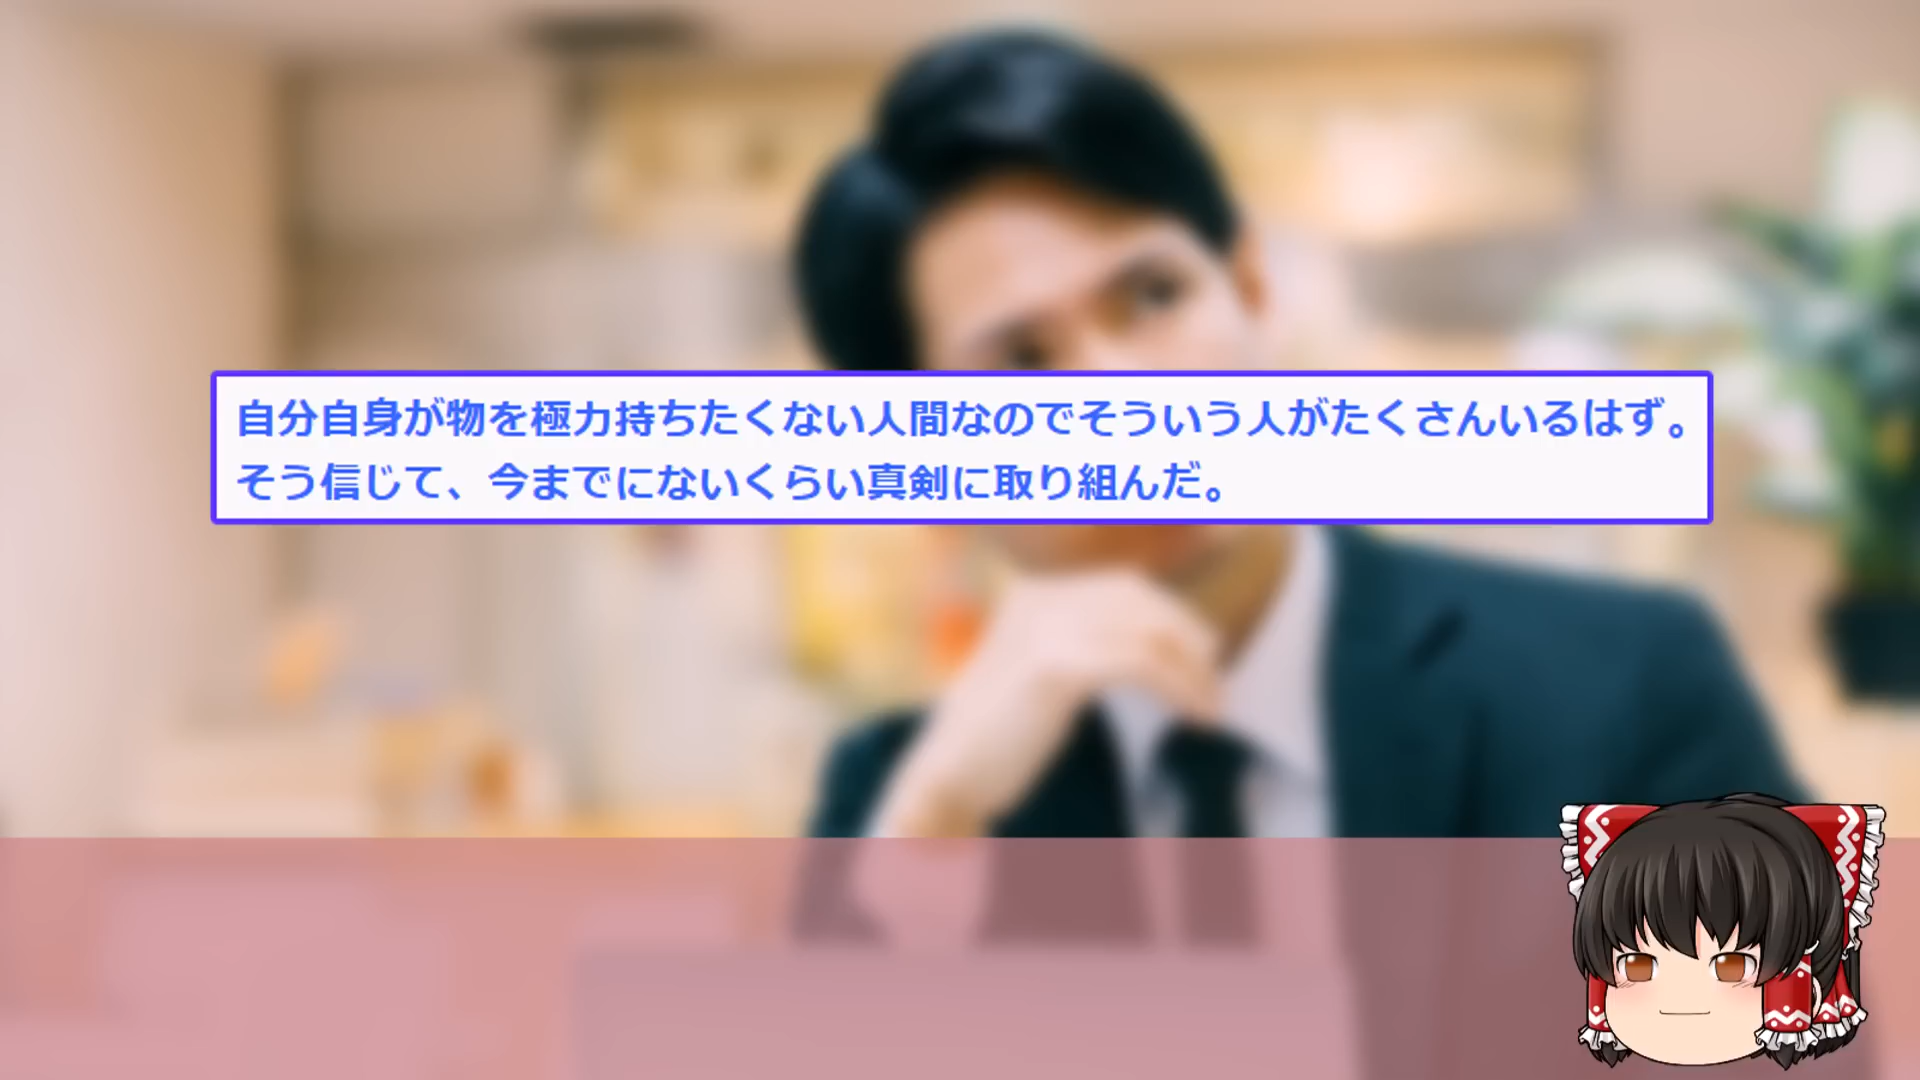 自分自身が物を極力持ちたくない人間なのでそういう人がたくさんいるはず。
そう信じて、今までにないくらい真剣に取り組んだ。